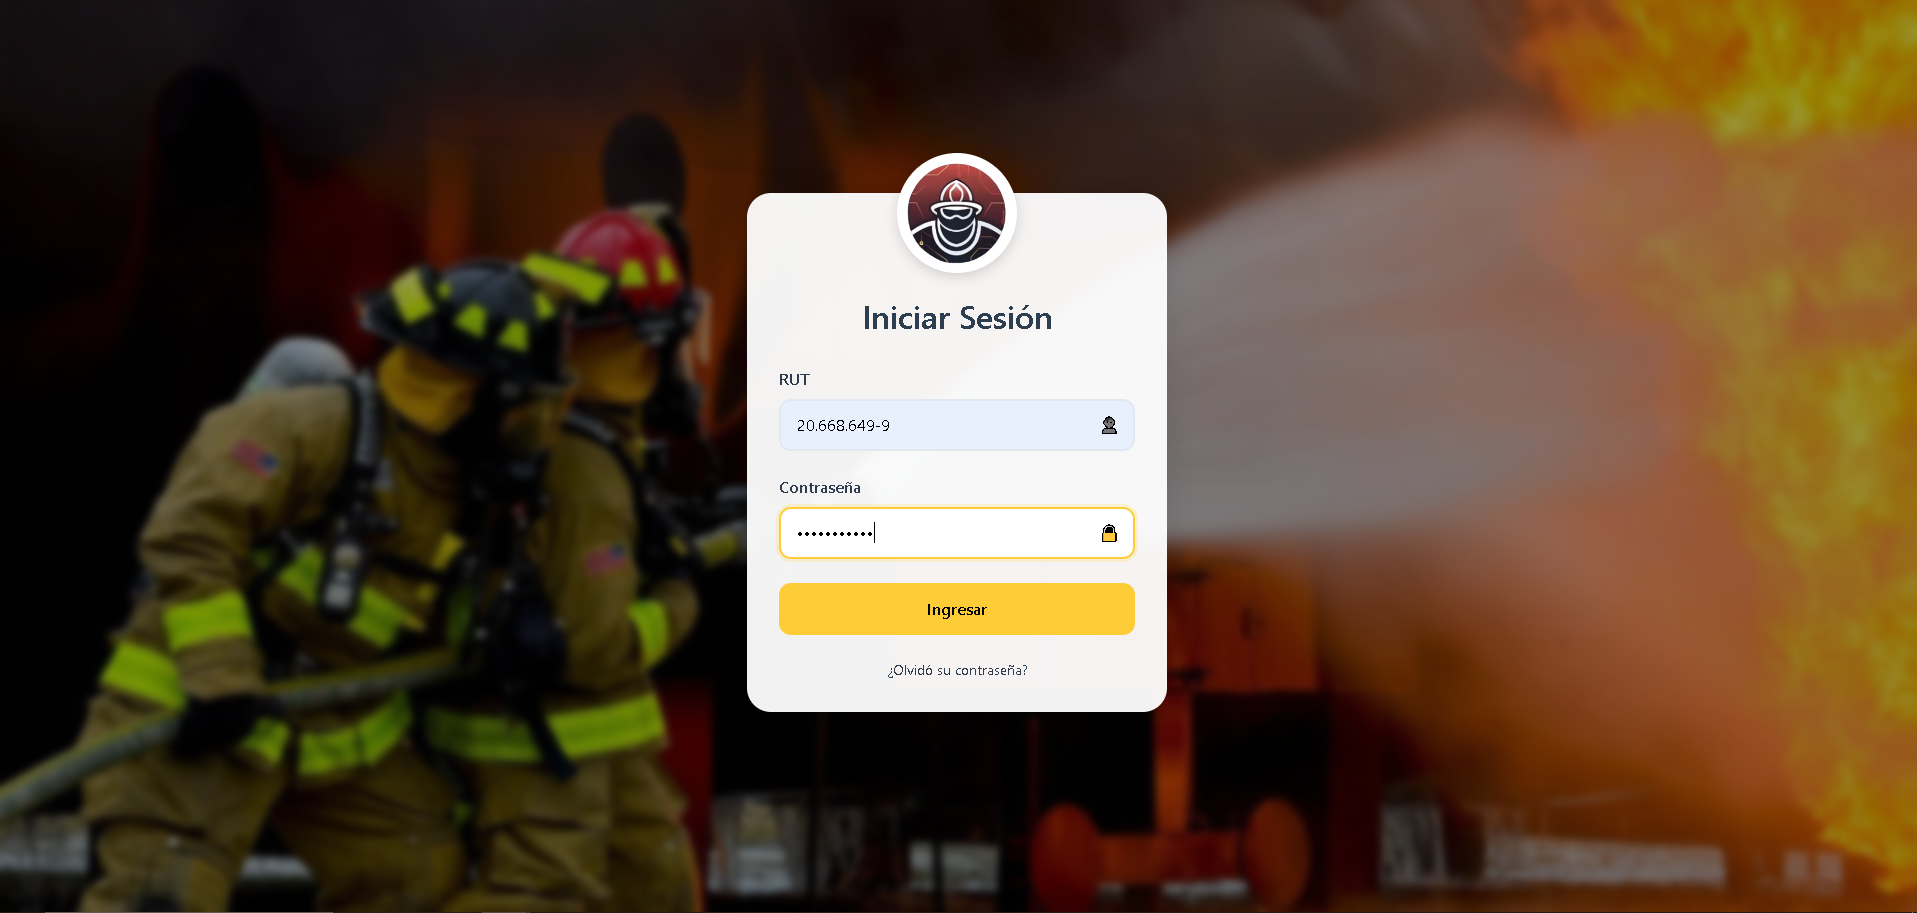 Iniciar Sesión
RUT
20.668.649-9
Contraseña
•••••••••••
Ingresar
¿Olvidó su contraseña?